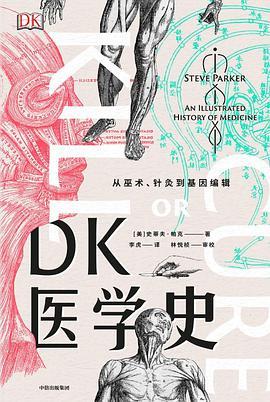 DK
KILL
OR
CURE
STEVE PARKER
AN ILLUSTRATED
HISTORY OF MEDICINE
从巫术、针灸到基因编辑
[美]史蒂夫·帕克——著
李虎——译 林悦桢——审校
DK
医学史
中信出版集团